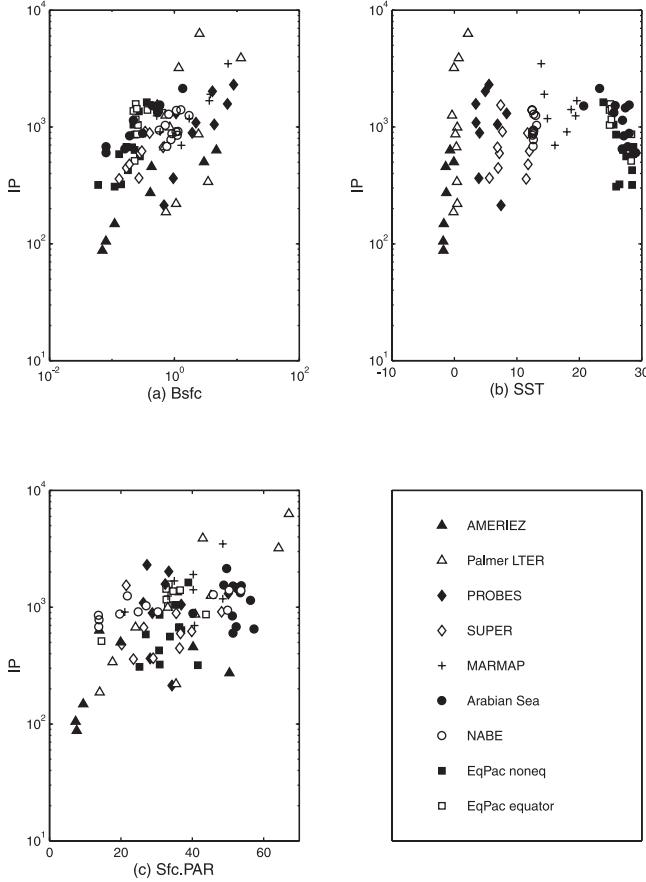 10^4
10^3
10^2
10^1
IP
10^-2
10^0
10^2
(a) Bsfc
10^4
10^3
10^2
10^1
IP
-10
0
10
20
30
(b) SST
10^4
10^3
10^2
10^1
IP
0
20
40
60
(c) Sfc.PAR
AMERIEZ
Palmer LTER
PROBES
SUPER
MARMAP
Arabian Sea
NABE
EqPac noneq
EqPac equator